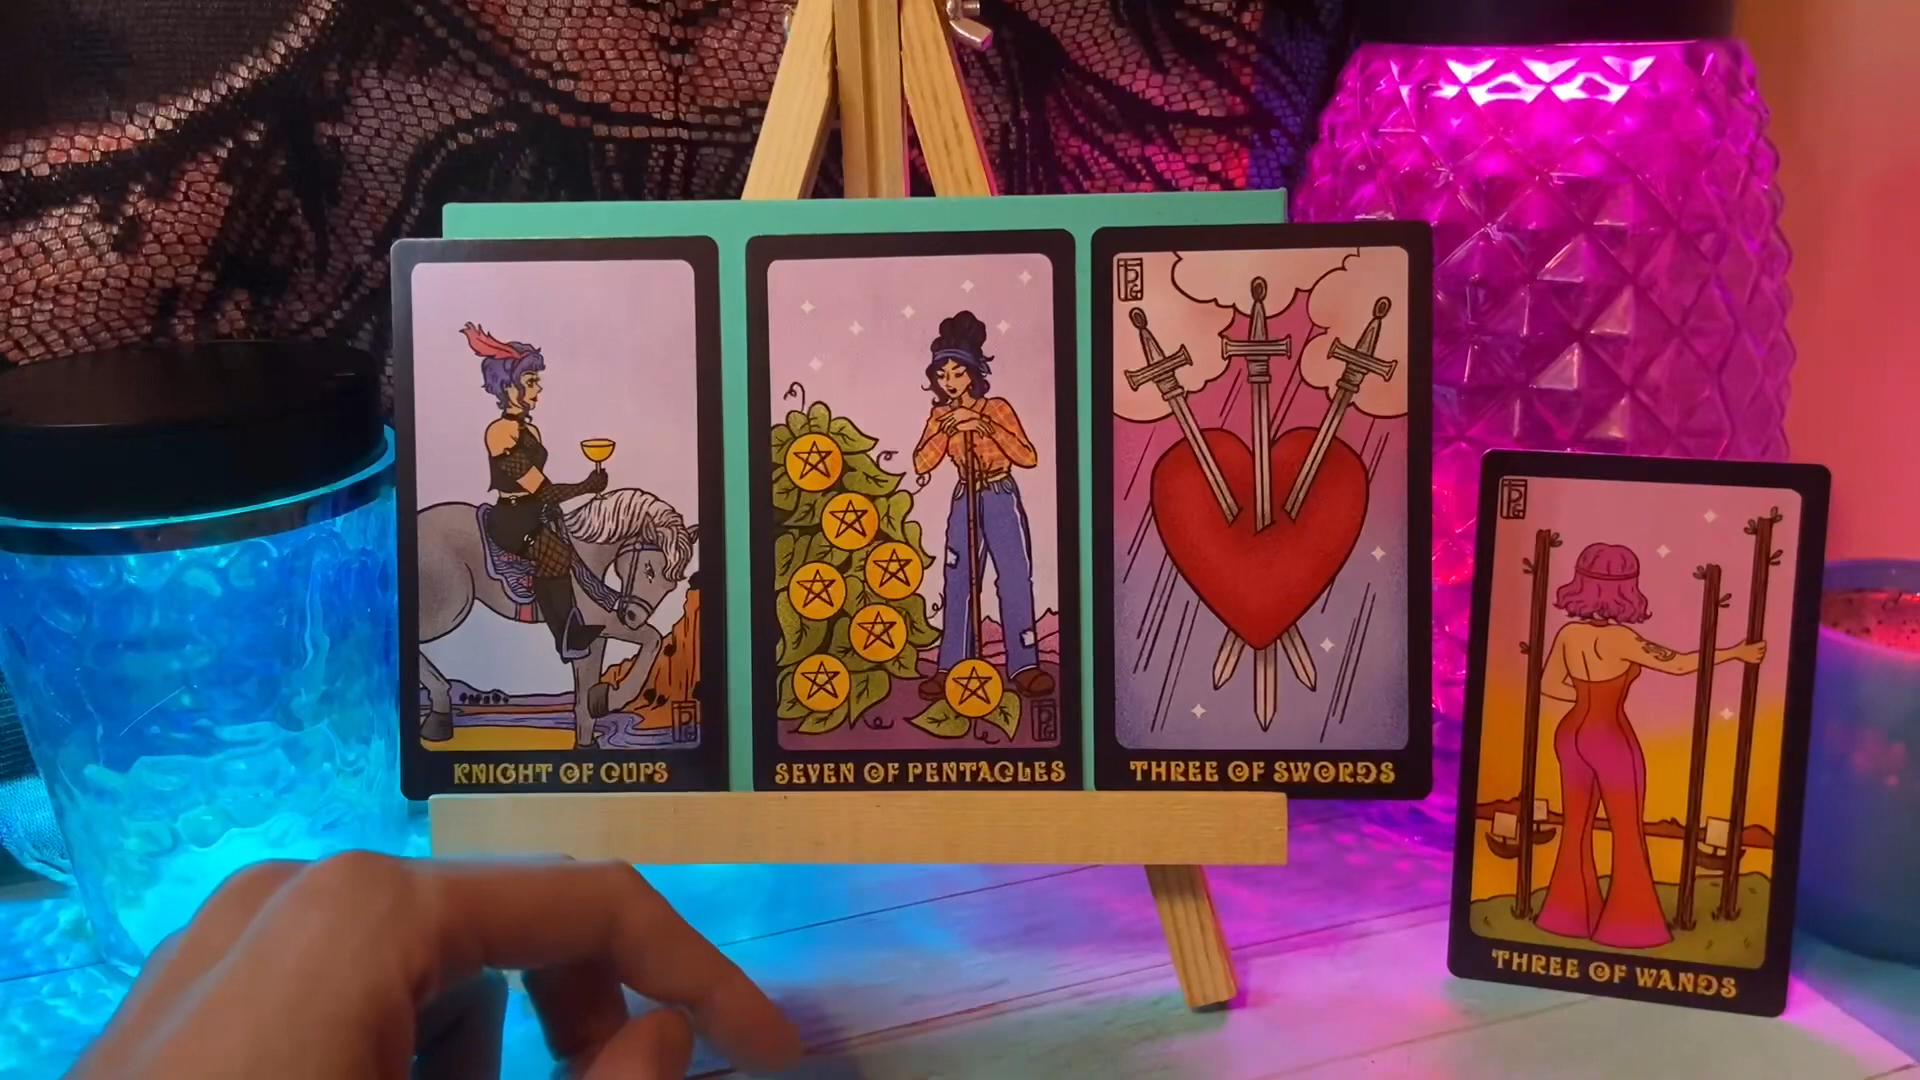 KNIGHT OF CUPS
SEVEN OF PENTACLES
THREE OF SWORDS
THREE OF WANDS